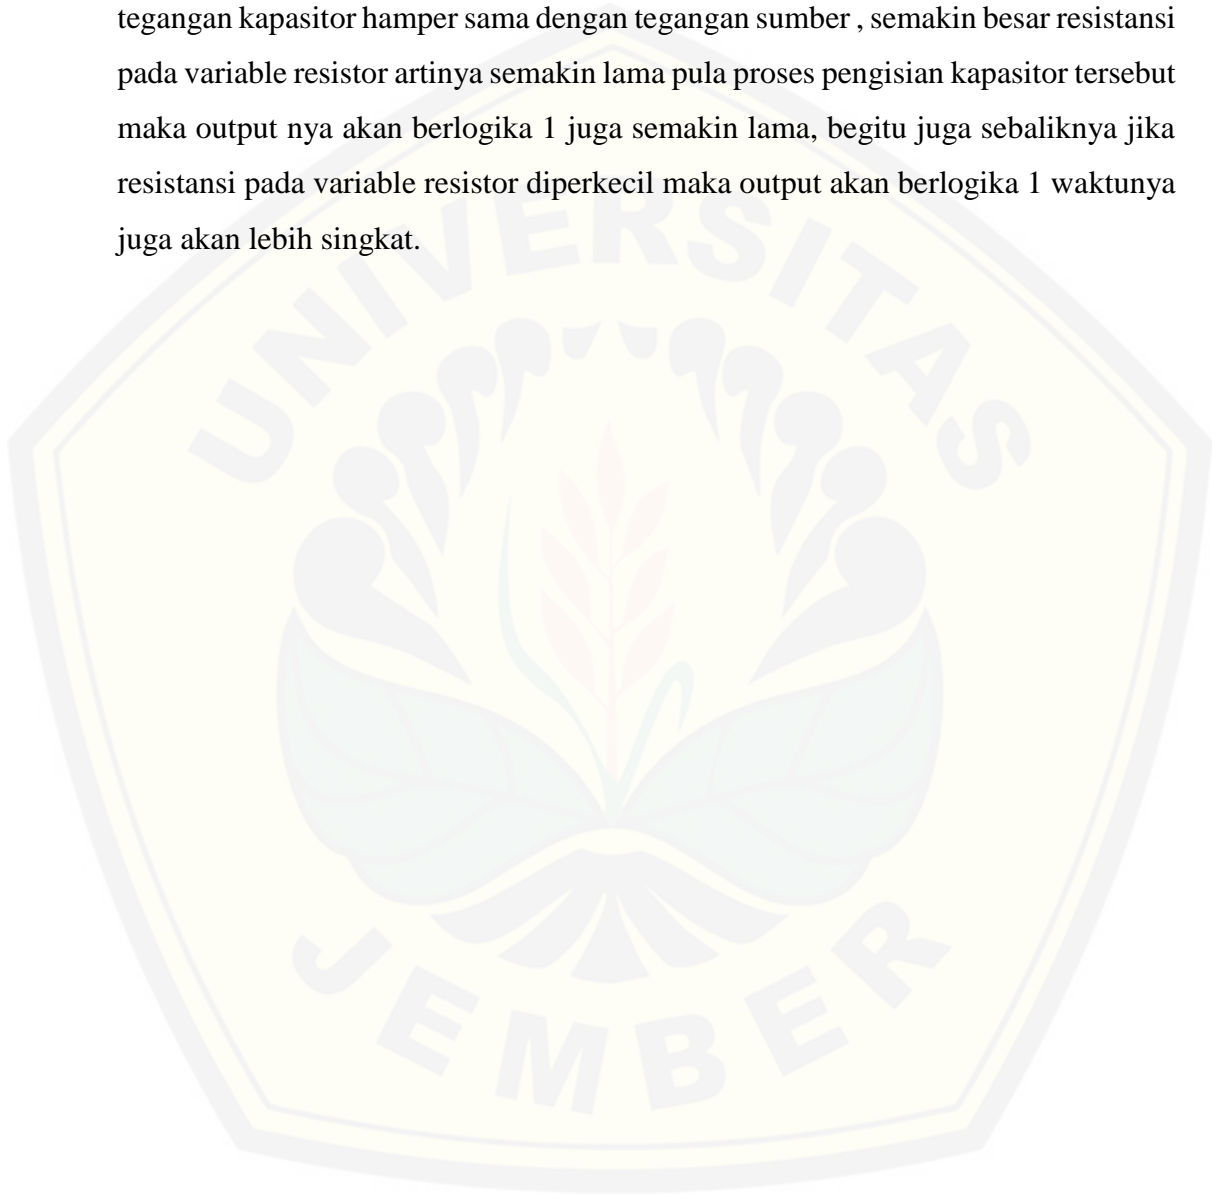 tegangan kapasitor hamper sama dengan tegangan sumber , semakin besar resistansi
pada variable resistor artinya semakin lama pula proses pengisian kapasitor tersebut
maka output nya akan berlogika 1 juga semakin lama, begitu juga sebaliknya jika
resistansi pada variable resistor diperkecil maka output akan berlogika 1 waktunya
juga akan lebih singkat.
UNIVERSITAS
JEMBER